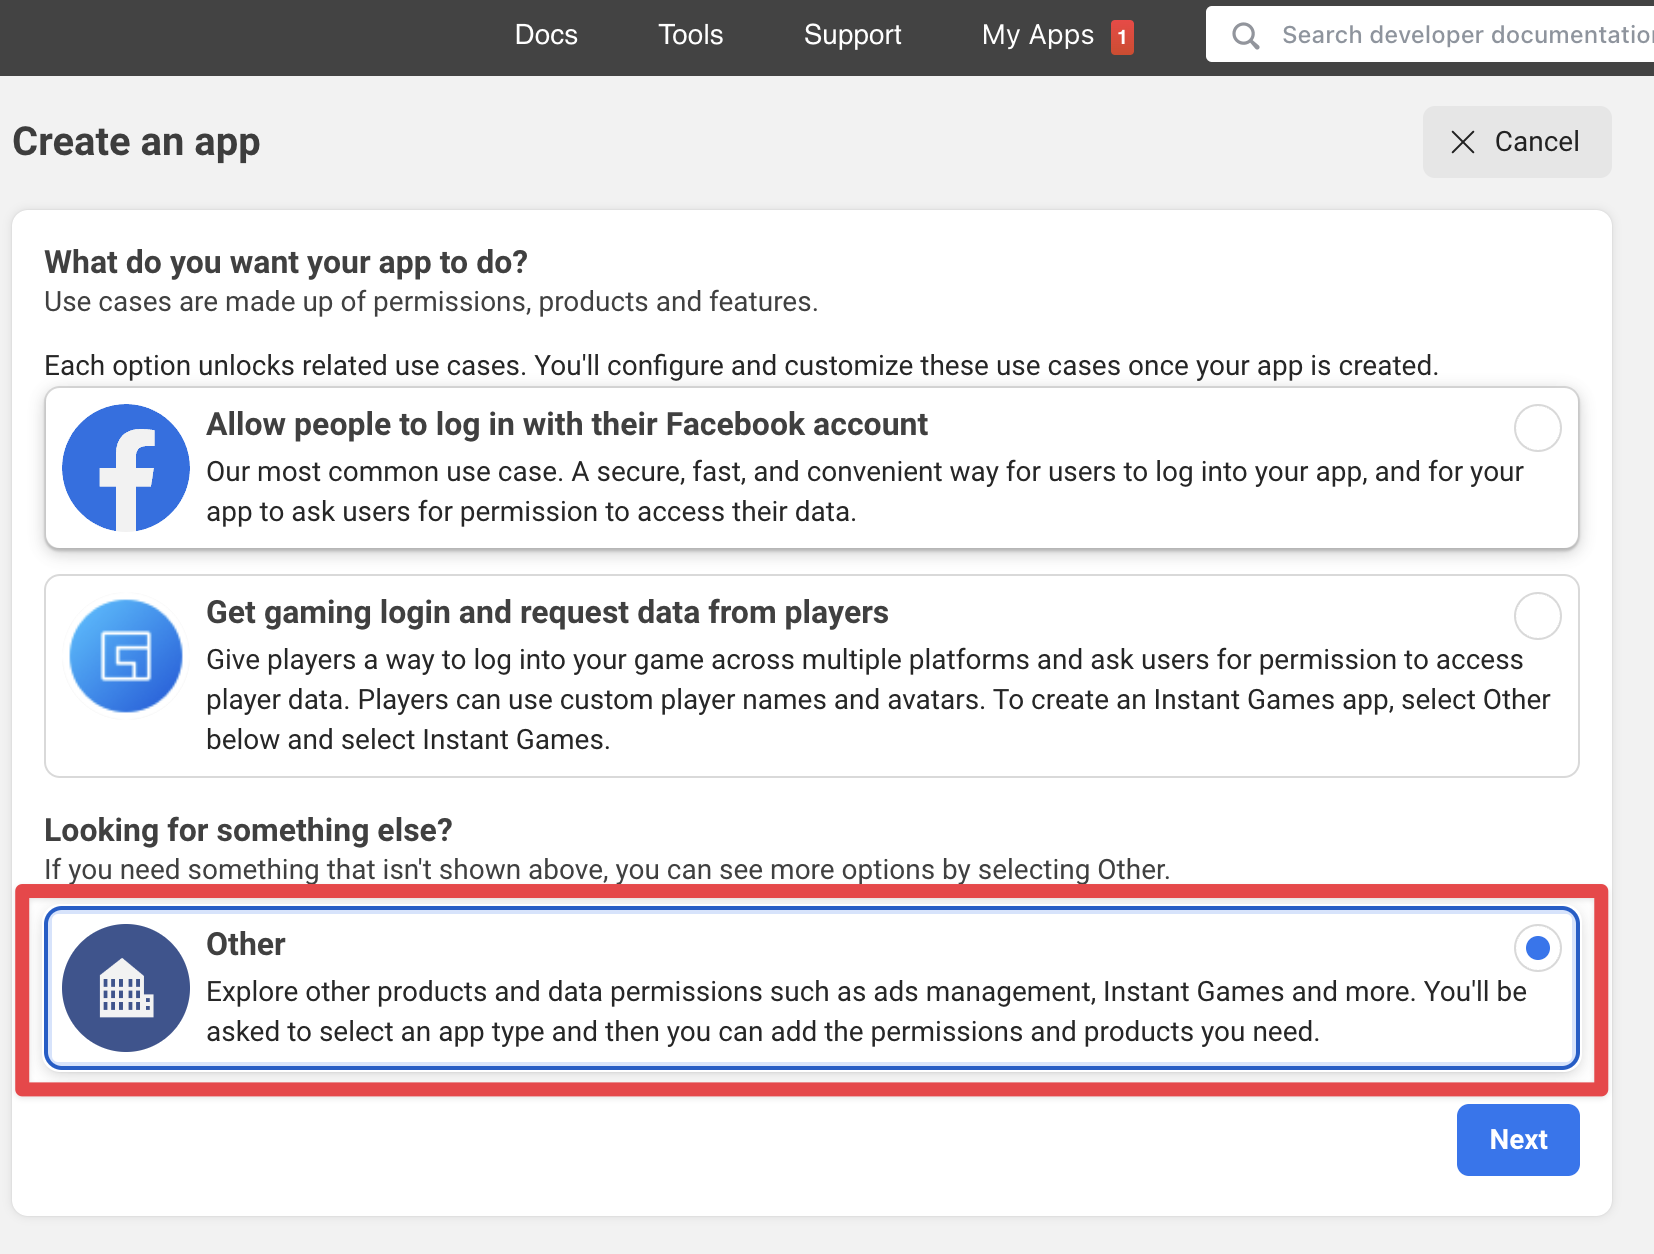 Docs Tools Support My Apps 1 Search developer documentation
Create an app
Cancel
What do you want your app to do?
Use cases are made up of permissions, products and features.
Each option unlocks related use cases. You'll configure and customize these use cases once your app is created.
Allow people to log in with their Facebook account
Our most common use case. A secure, fast, and convenient way for users to log into your app, and for your
app to ask users for permission to access their data.
Get gaming login and request data from players
Give players a way to log into your game across multiple platforms and ask users for permission to access
player data. Players can use custom player names and avatars. To create an Instant Games app, select Other
below and select Instant Games.
Looking for something else?
If you need something that isn't shown above, you can see more options by selecting Other.
Other
Explore other products and data permissions such as ads management, Instant Games and more. You'll be
asked to select an app type and then you can add the permissions and products you need.
Next